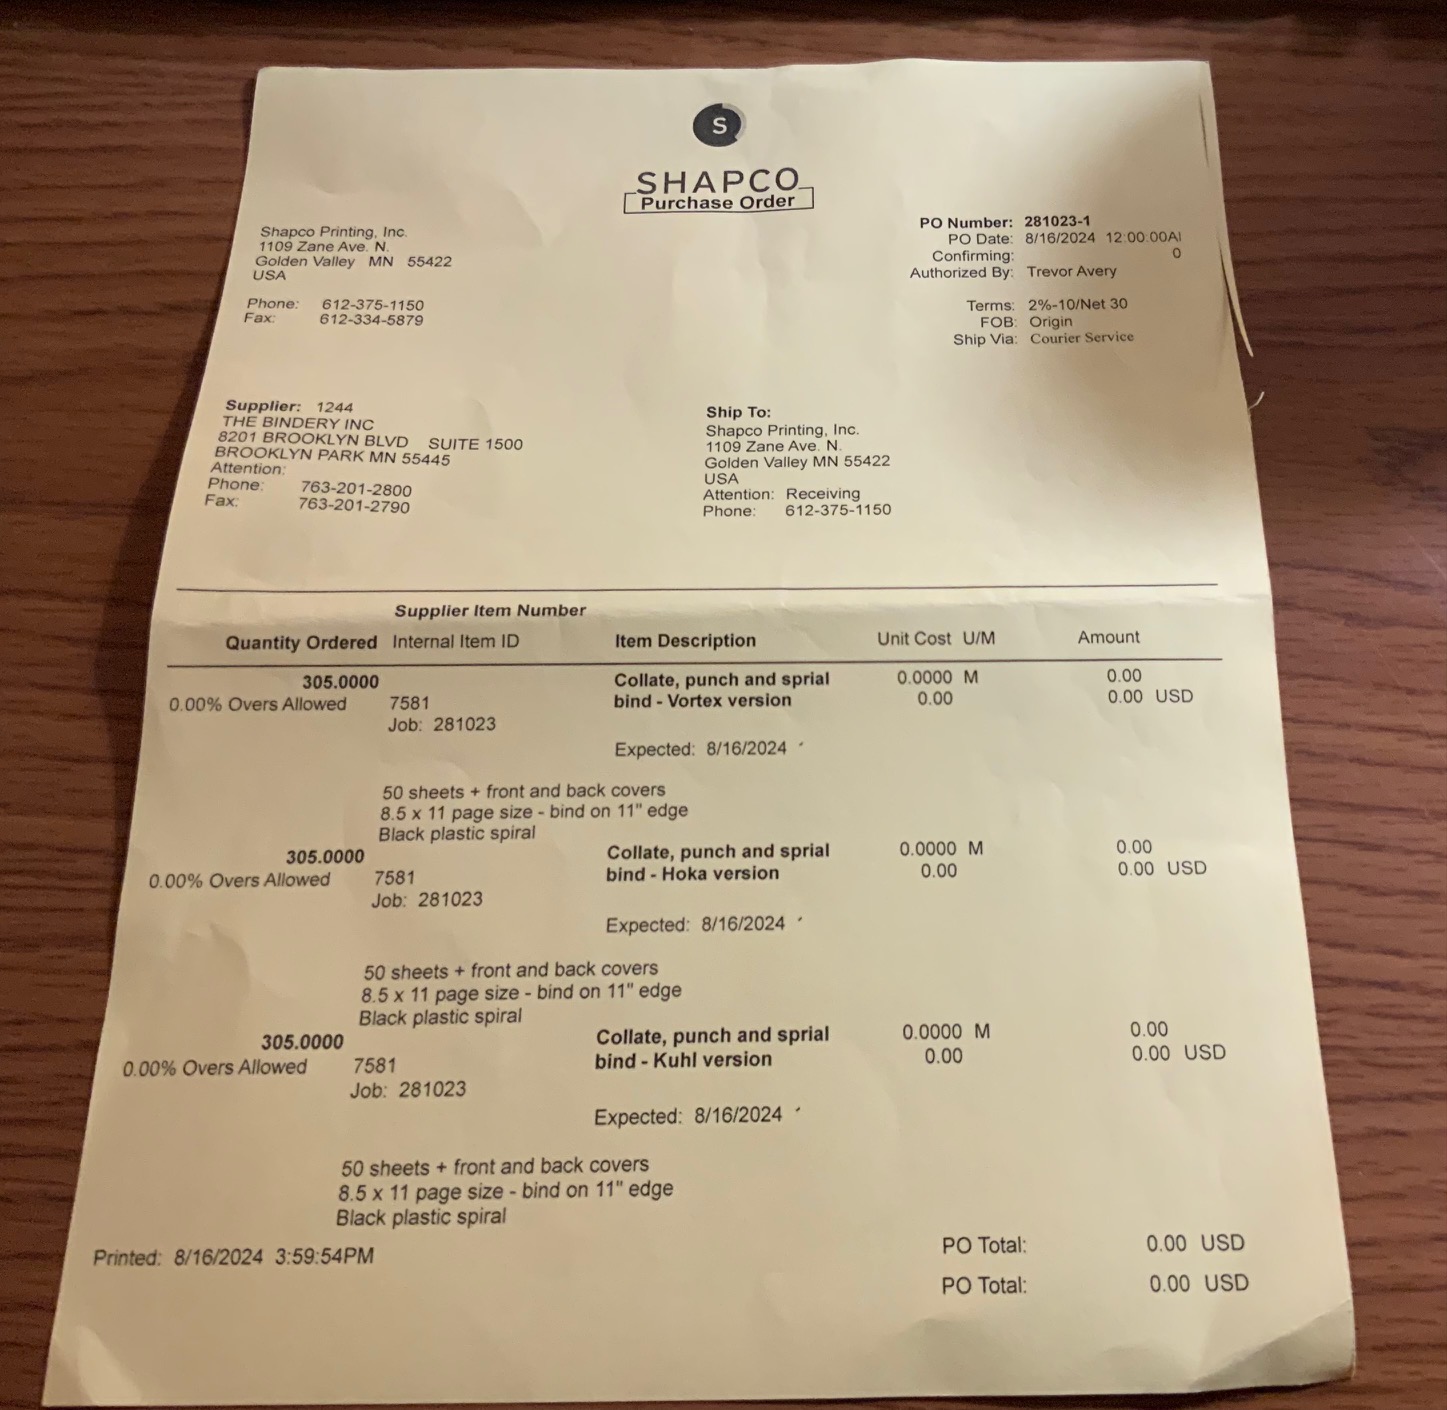 S
SHAPCO
Purchase Order
Shapco Printing, Inc.
1109 Zane Ave. N.
Golden Valley MN 55422
USA
Phone: 612-375-1150
Fax: 612-334-5879
PO Number: 281023-1
PO Date: 8/16/2024 12:00:00AI
Confirming: 0
Authorized By: Trevor Avery
Terms: 2%-10/Net 30
FOB: Origin
Ship Via: Courier Service
Supplier: 1244
THE BINDERY INC
8201 BROOKLYN BLVD SUITE 1500
BROOKLYN PARK MN 55445
Attention:
Phone: 763-201-2800
Fax: 763-201-2790
Ship To:
Shapco Printing, Inc.
1109 Zane Ave. N.
Golden Valley MN 55422
USA
Attention: Receiving
Phone: 612-375-1150
Supplier Item Number
Quantity Ordered Internal Item ID Item Description Unit Cost U/M Amount
305.0000 Collate, punch and sprial 0.0000 M 0.00
0.00% Overs Allowed 7581 bind - Vortex version 0.00 0.00 USD
Job: 281023
Expected: 8/16/2024
50 sheets + front and back covers
8.5 x 11 page size - bind on 11" edge
Black plastic spiral
305.0000 Collate, punch and sprial 0.0000 M 0.00
0.00% Overs Allowed 7581 bind - Hoka version 0.00 0.00 USD
Job: 281023
Expected: 8/16/2024
50 sheets + front and back covers
8.5 x 11 page size - bind on 11" edge
Black plastic spiral
305.0000 Collate, punch and sprial 0.0000 M 0.00
0.00% Overs Allowed 7581 bind - Kuhl version 0.00 0.00 USD
Job: 281023
Expected: 8/16/2024
50 sheets + front and back covers
8.5 x 11 page size - bind on 11" edge
Black plastic spiral
Printed: 8/16/2024 3:59:54PM
PO Total: 0.00 USD
PO Total: 0.00 USD